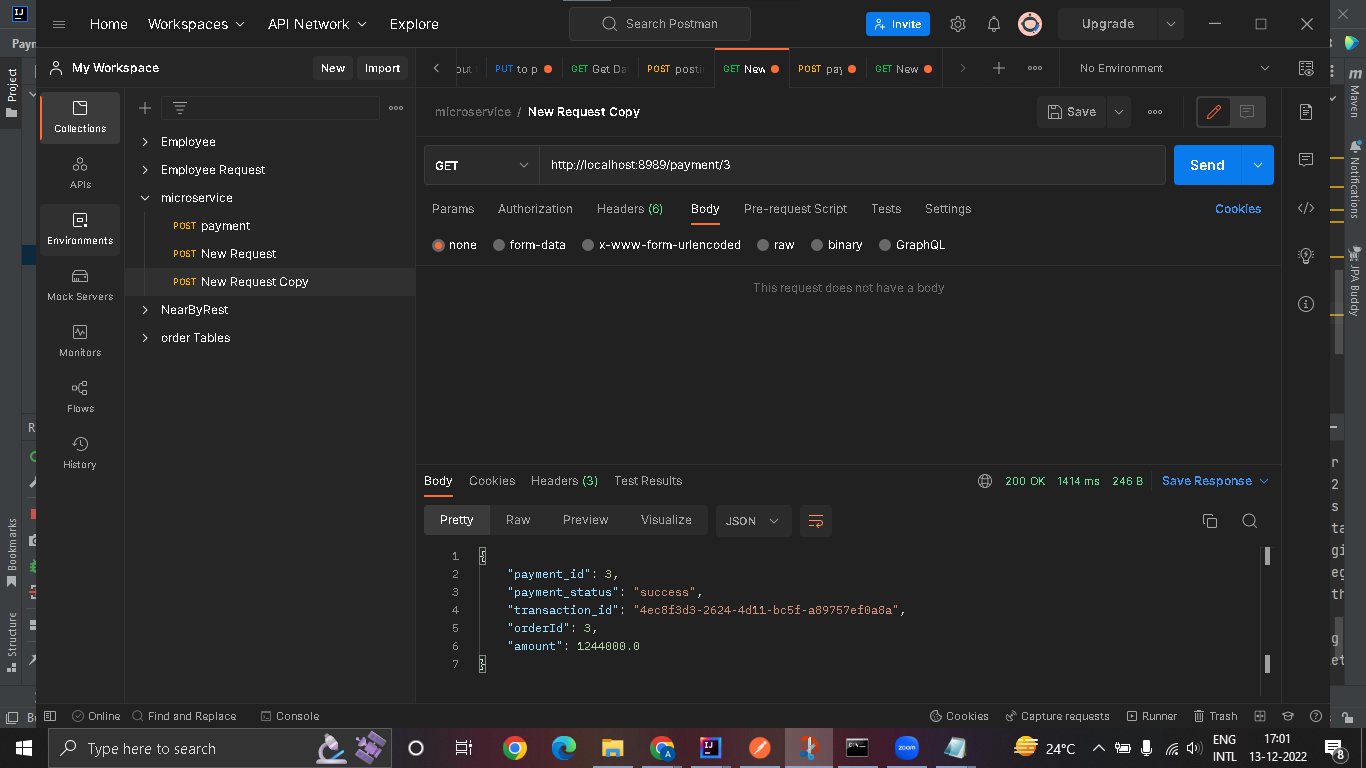 Home Workspaces API Network Explore Search Postman Invite Upgrade
Paym
My Workspace New Import
PUT to p GET Get Da POST posti GET New POST pay GET New No Environment
Project
Maven
Notifications
JPA Buddy
Bookmarks
Structure
Collections
APIs
Environments
Mock Servers
Monitors
Flows
History
Employee
Employee Request
microservice
POST payment
POST New Request
POST New Request Copy
NearByRest
order Tables
microservice / New Request Copy Save
GET http://localhost:8989/payment/3 Send
Params Authorization Headers (6) Body Pre-request Script Tests Settings Cookies
none form-data x-www-form-urlencoded raw binary GraphQL
This request does not have a body
Body Cookies Headers (3) Test Results 200 OK 1414 ms 246 B Save Response
Pretty Raw Preview Visualize JSON
1 {
2 "payment_id": 3,
3 "payment_status": "success",
4 "transaction_id": "4ec8f3d3-2624-4d11-bc5f-a89757ef0a8a",
5 "orderId": 3,
6 "amount": 1244000.0
7 }
Online Find and Replace Console Cookies Capture requests Runner Trash
Type here to search 24°C ENG 17:01
INTL 13-12-2022 8